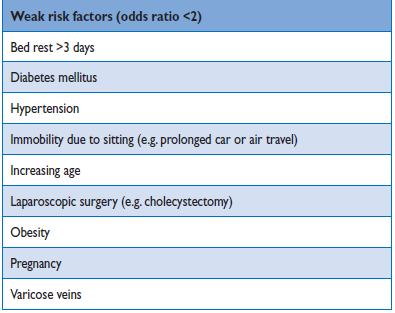 Weak risk factors (odds ratio <2)
Bed rest >3 days
Diabetes mellitus
Hypertension
Immobility due to sitting (e.g. prolonged car or air travel)
Increasing age
Laparoscopic surgery (e.g. cholecystectomy)
Obesity
Pregnancy
Varicose veins